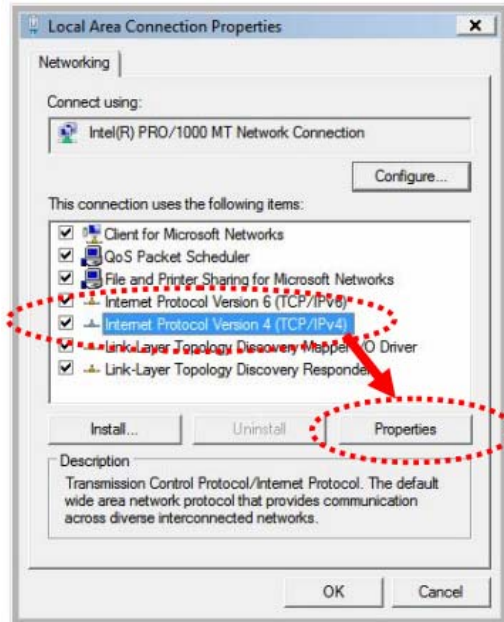 Local Area Connection Properties
Networking
Connect using:
Intel(R) PRO/1000 MT Network Connection
Configure...
This connection uses the following items:
Client for Microsoft Networks
QoS Packet Scheduler
File and Printer Sharing for Microsoft Networks
Internet Protocol Version 6 (TCP/IPv6)
Internet Protocol Version 4 (TCP/IPv4)
Link-Layer Topology Discovery Mapper I/O Driver
Link-Layer Topology Discovery Responder
Install...
Uninstall
Properties
Description
Transmission Control Protocol/Internet Protocol. The default
wide area network protocol that provides communication
across diverse interconnected networks.
OK
Cancel